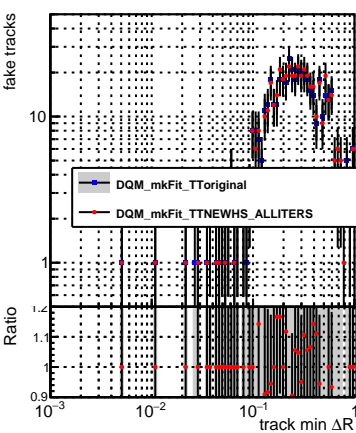 fake tracks
10
DQM_mkFit_TToriginal
DQM_mkFit_TTNEWHS_ALLITERS
1
Ratio
1.2
1.1
1
0.9
10−3 10−2 10−1 1
track min ΔR